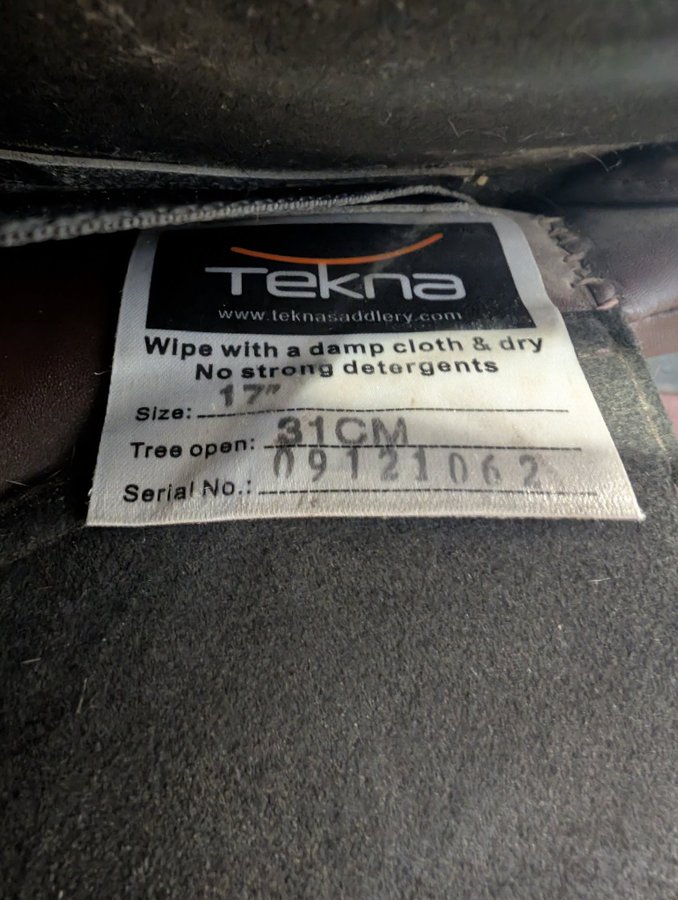 Tekna
www.teknasaddlery.com
Wipe with a damp cloth & dry
No strong detergents
Size: 17"
Tree open: 31CM
Serial No.: 09121062